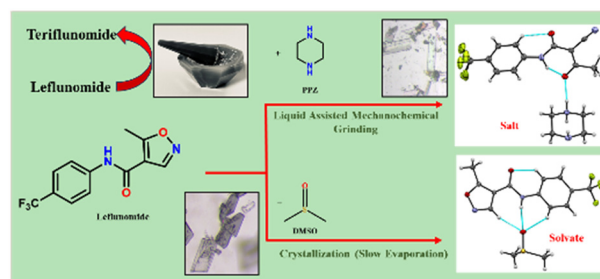 Teriflunomide
Leflunomide
+
H
N
N
H
PPZ
Liquid Assisted Mechanochemical
Grinding
Salt
O
N
H
N
O
F₃C
Leflunomide
O
S
DMSO
Crystallization (Slow Evaporation)
Solvate